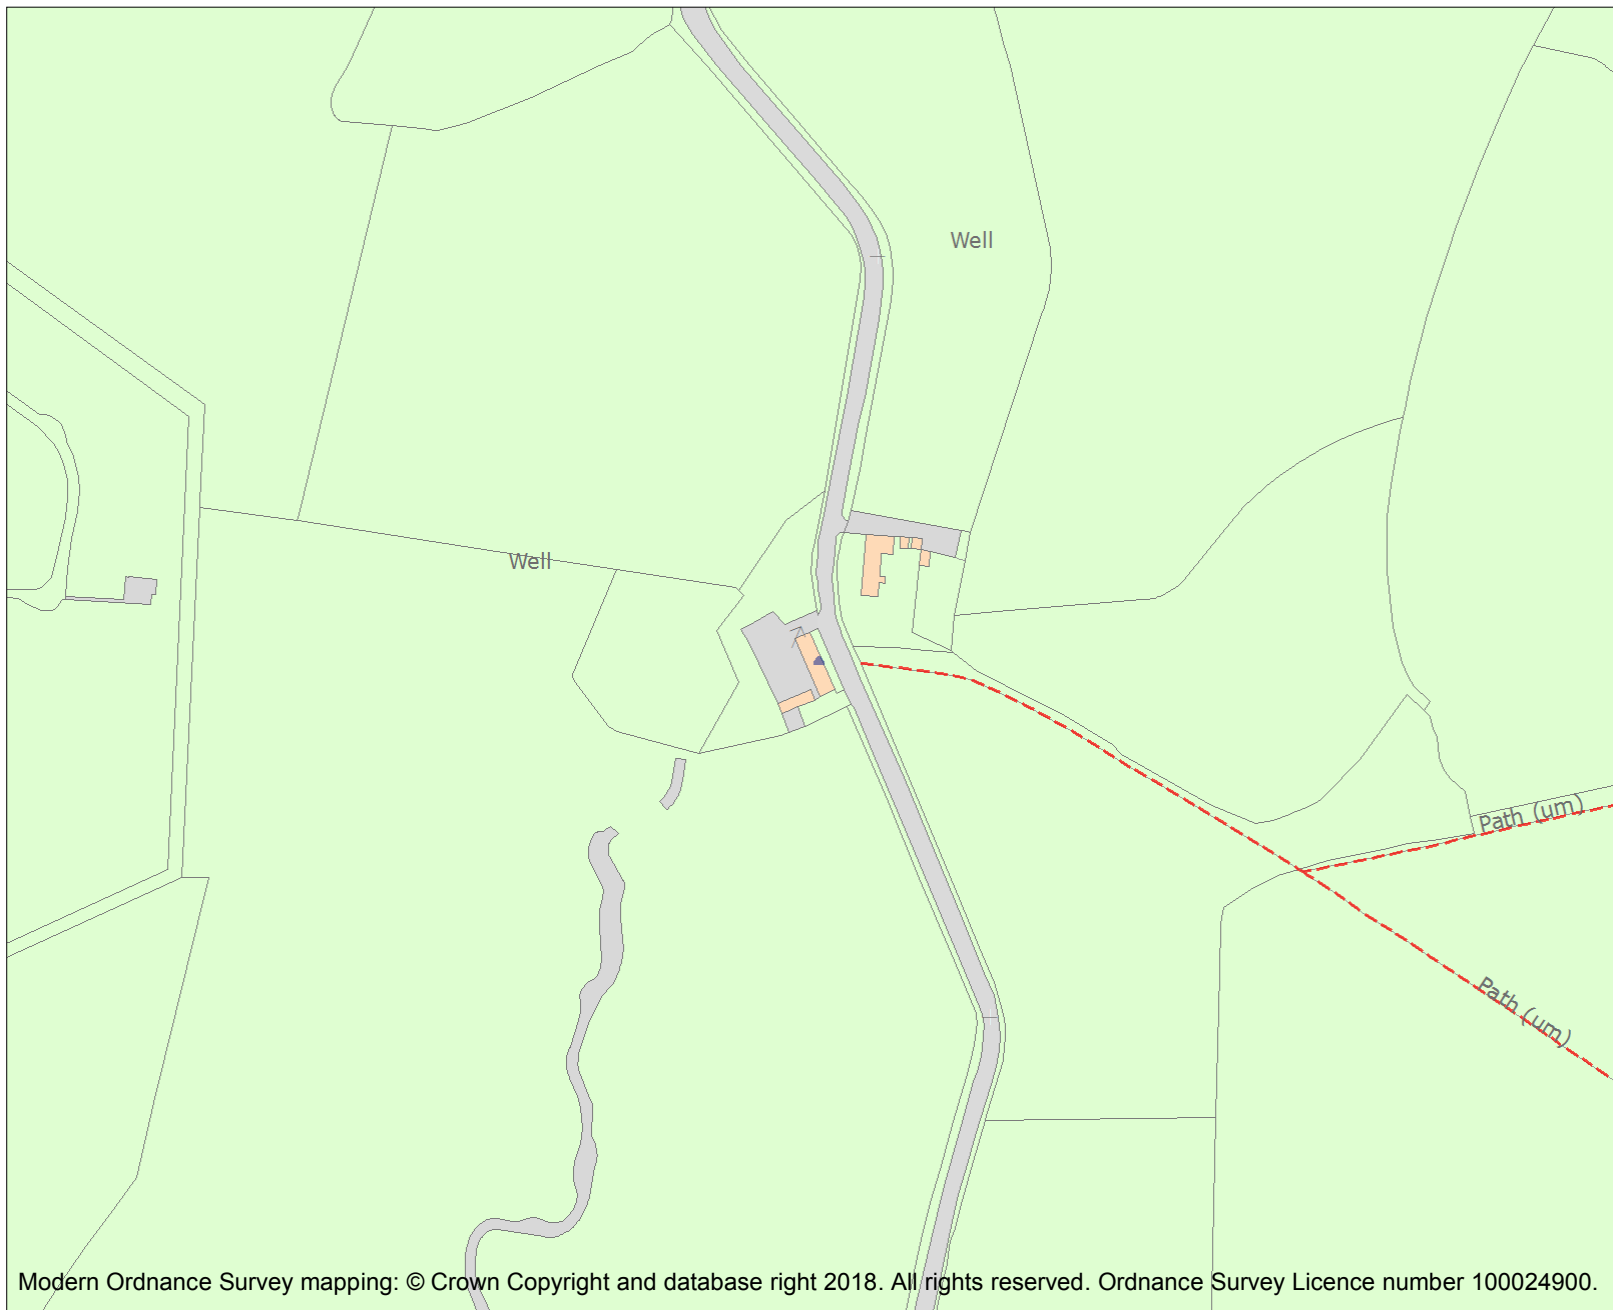 Well
Well
Path (um)
Path (um)
Modern Ordnance Survey mapping: © Crown Copyright and database right 2018. All rights reserved. Ordnance Survey Licence number 100024900.